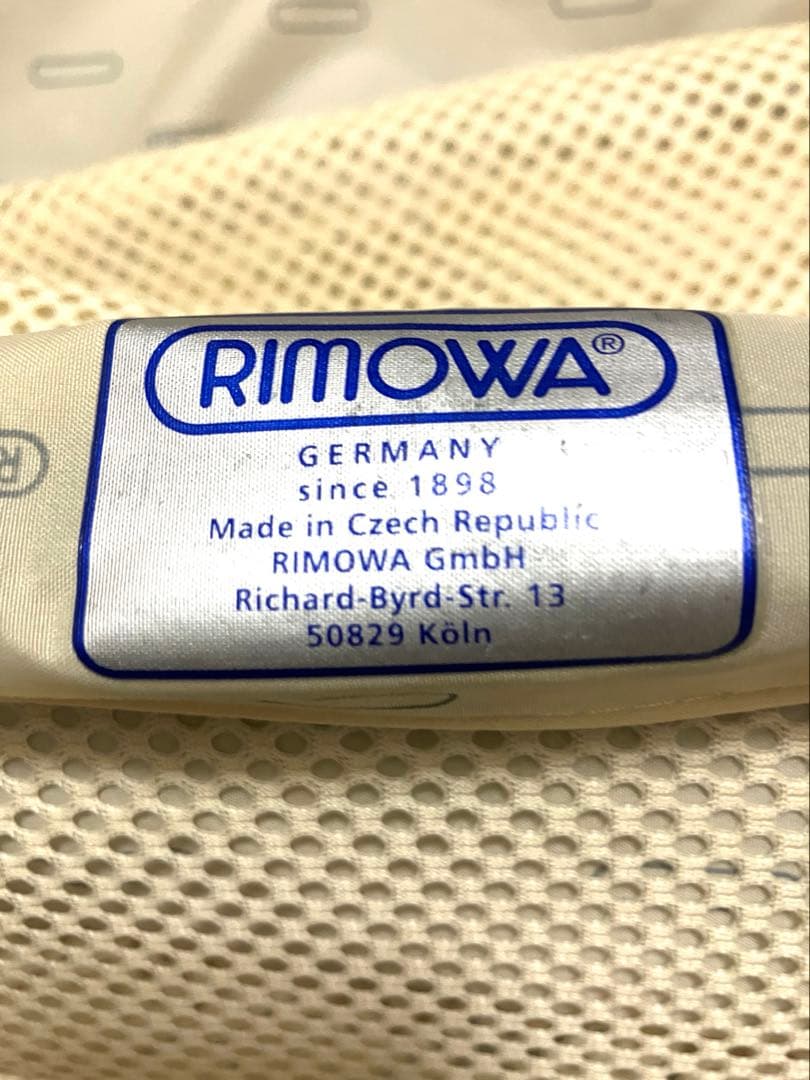 RIMOWA®
GERMANY
since 1898
Made in Czech Republic
RIMOWA GmbH
Richard-Byrd-Str. 13
50829 Köln